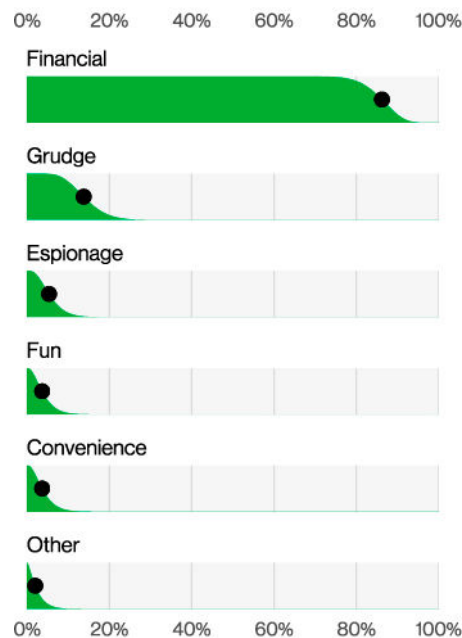 0% 20% 40% 60% 80% 100%
Financial
Grudge
Espionage
Fun
Convenience
Other
0% 20% 40% 60% 80% 100%